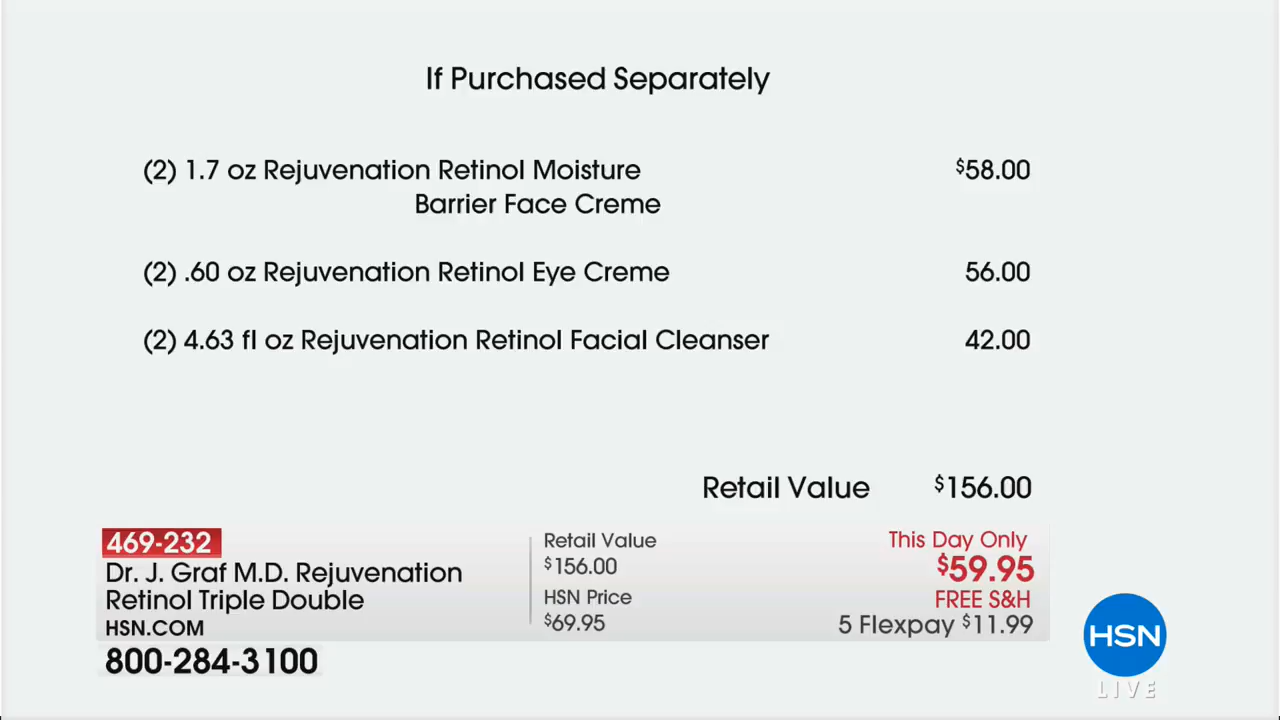 If Purchased Separately
(2) 1.7 oz Rejuvenation Retinol Moisture $58.00
Barrier Face Creme
(2) .60 oz Rejuvenation Retinol Eye Creme 56.00
(2) 4.63 fl oz Rejuvenation Retinol Facial Cleanser 42.00
Retail Value $156.00
469-232
Dr. J. Graf M.D. Rejuvenation
Retinol Triple Double
HSN.COM
800-284-3100
Retail Value
$156.00
HSN Price
$69.95
This Day Only
$59.95
FREE S&H
5 Flexpay $11.99
HSN
LIVE